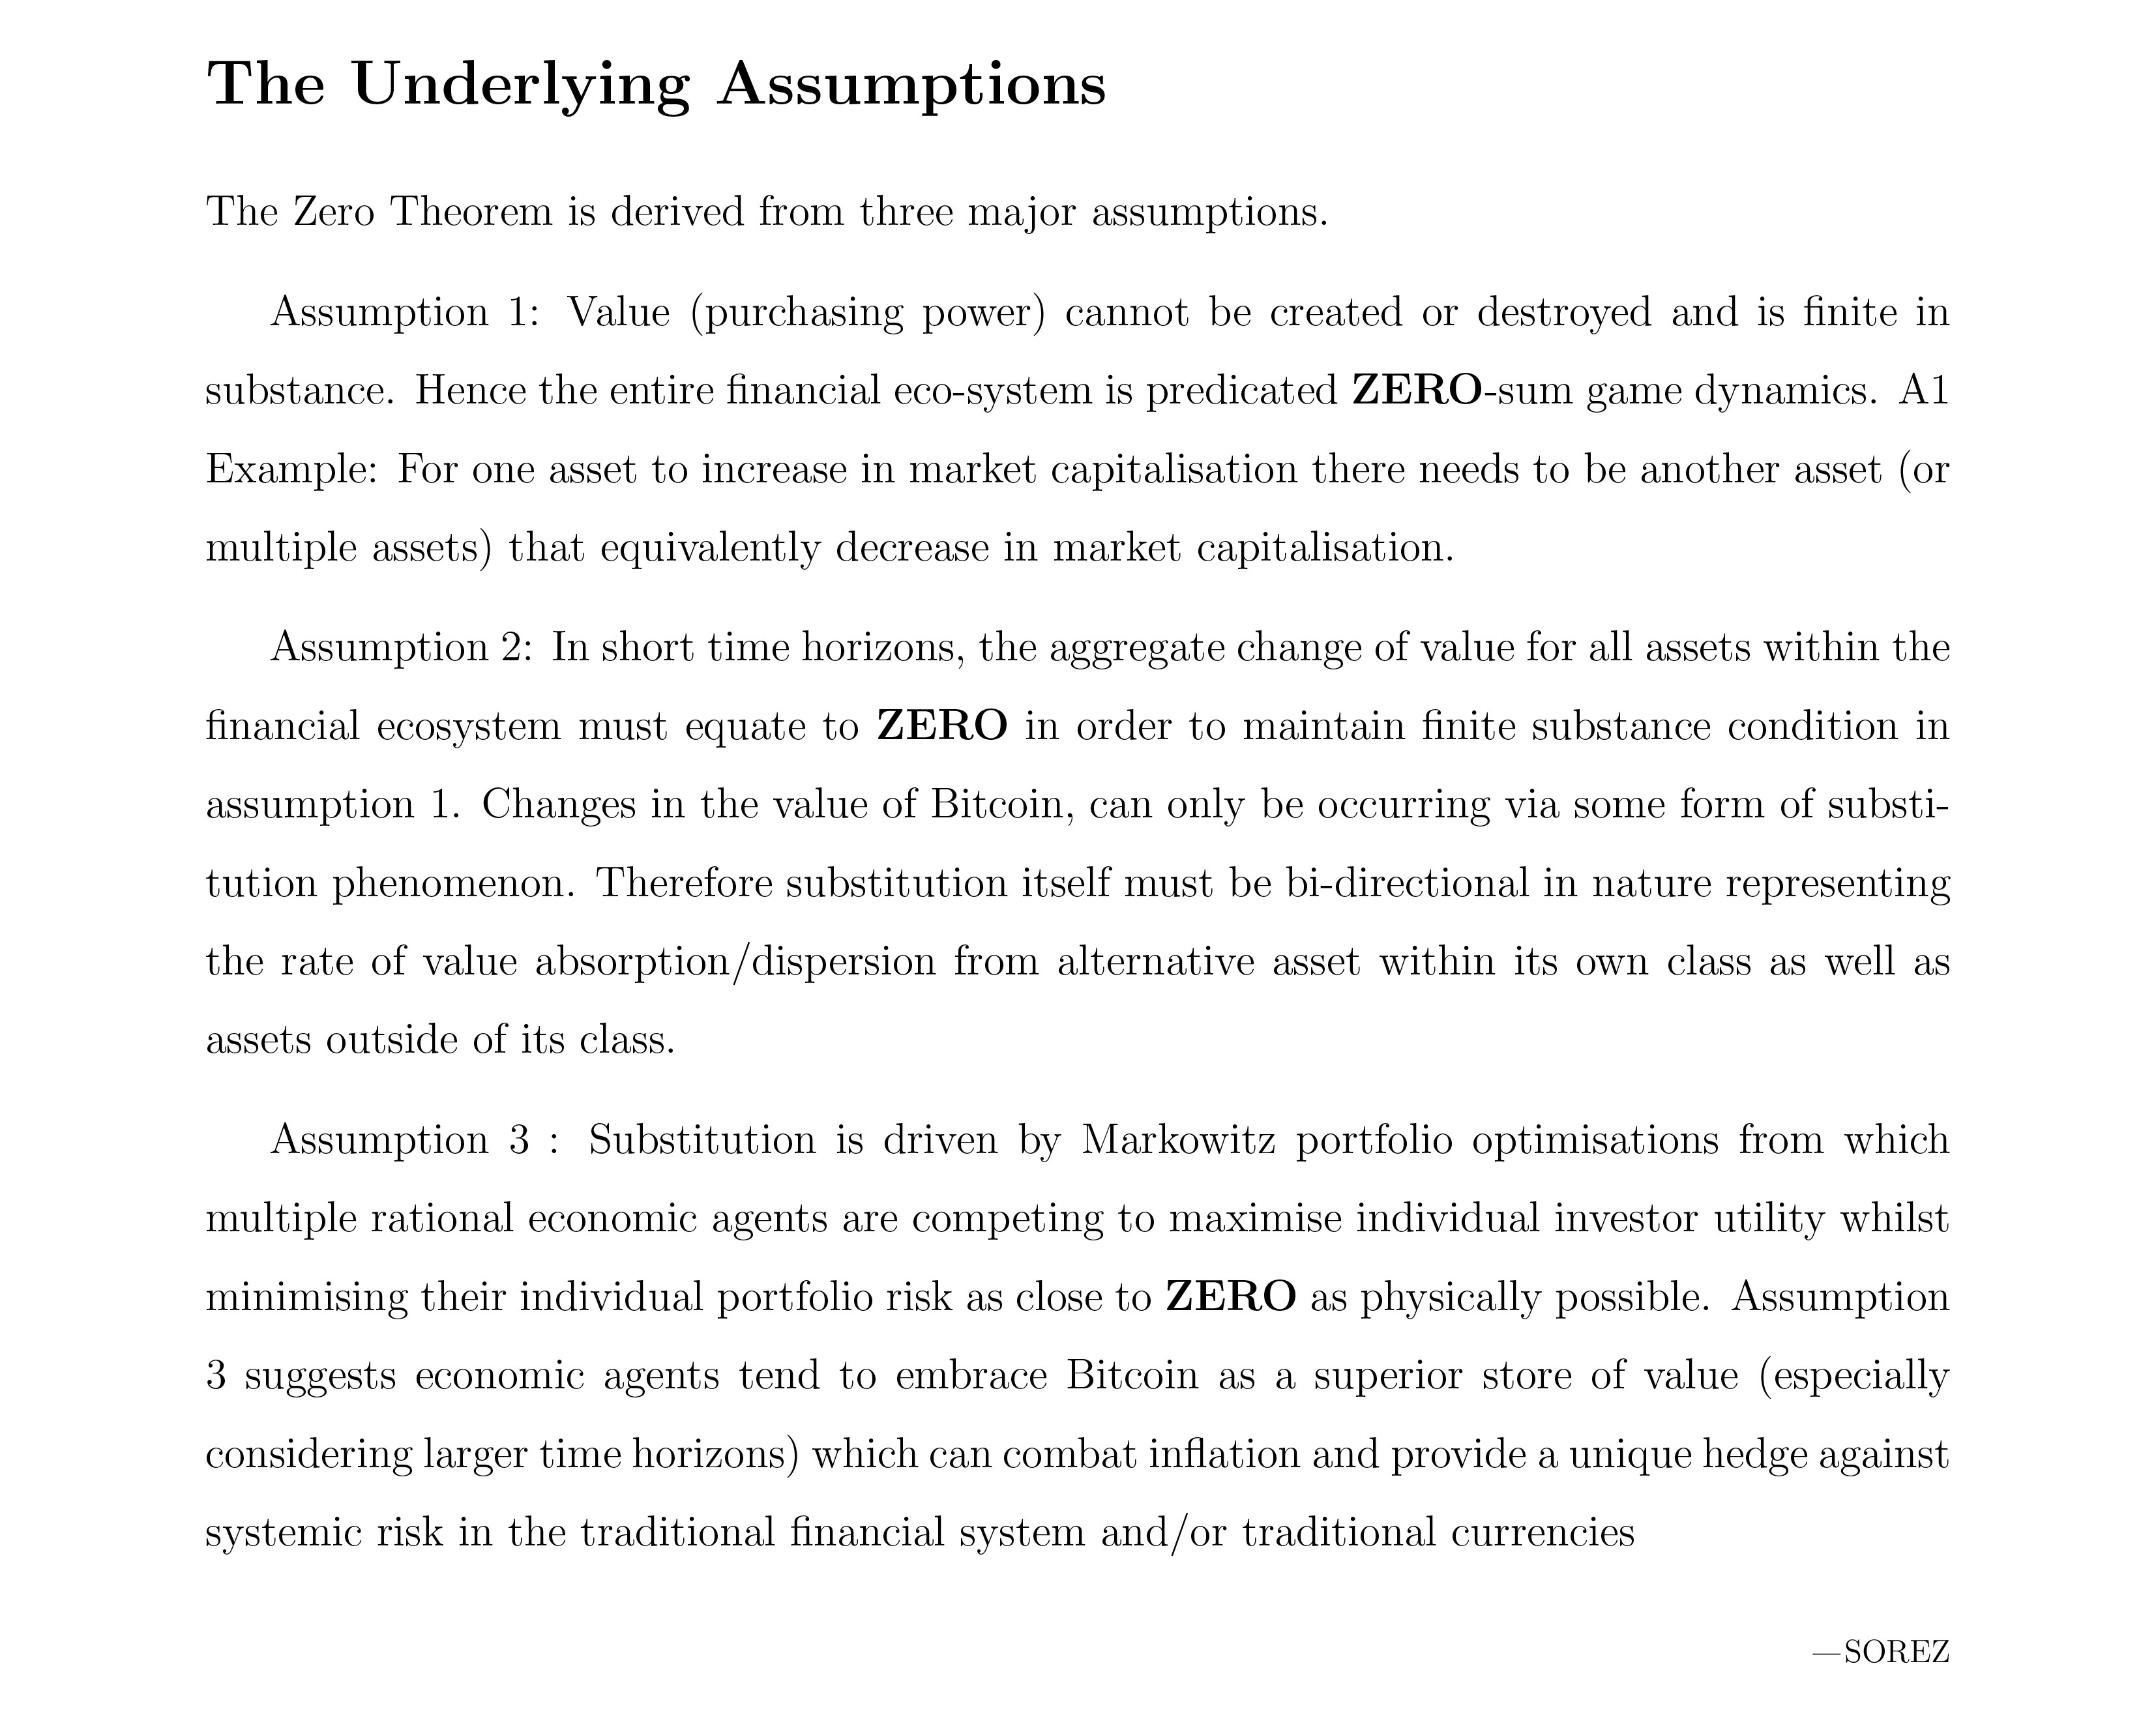 The Underlying Assumptions
The Zero Theorem is derived from three major assumptions.
Assumption 1: Value (purchasing power) cannot be created or destroyed and is finite in
substance. Hence the entire financial eco-system is predicated ZERO-sum game dynamics. A1
Example: For one asset to increase in market capitalisation there needs to be another asset (or
multiple assets) that equivalently decrease in market capitalisation.
Assumption 2: In short time horizons, the aggregate change of value for all assets within the
financial ecosystem must equate to ZERO in order to maintain finite substance condition in
assumption 1. Changes in the value of Bitcoin, can only be occurring via some form of substi-
tution phenomenon. Therefore substitution itself must be bi-directional in nature representing
the rate of value absorption/dispersion from alternative asset within its own class as well as
assets outside of its class.
Assumption 3 : Substitution is driven by Markowitz portfolio optimisations from which
multiple rational economic agents are competing to maximise individual investor utility whilst
minimising their individual portfolio risk as close to ZERO as physically possible. Assumption
3 suggests economic agents tend to embrace Bitcoin as a superior store of value (especially
considering larger time horizons) which can combat inflation and provide a unique hedge against
systemic risk in the traditional financial system and/or traditional currencies
—SOREZ